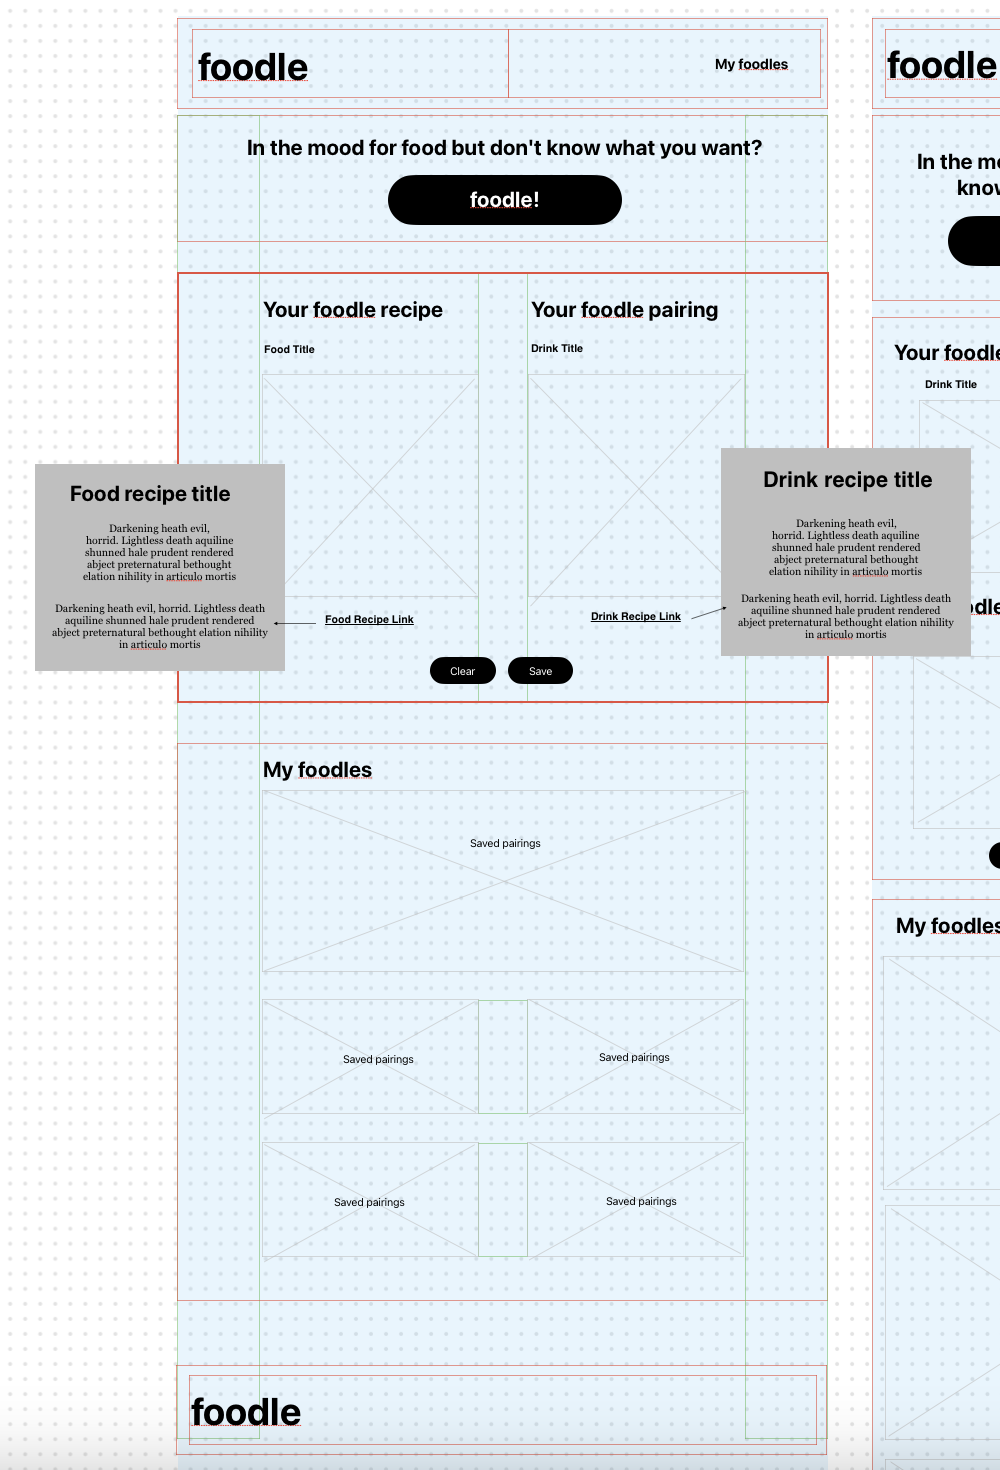 foodle
My foodles
In the mood for food but don't know what you want?
foodle!
Your foodle recipe
Food Title
Your foodle pairing
Drink Title
Food recipe title
Darkening heath evil,
horrid. Lightless death aquiline
shunned hale prudent rendered
abject preternatural bethought
elation nihility in articulo mortis
Darkening heath evil, horrid. Lightless death
aquiline shunned hale prudent rendered
abject preternatural bethought elation nihility
in articulo mortis
Food Recipe Link
Drink Recipe Link
Drink recipe title
Darkening heath evil,
horrid. Lightless death aquiline
shunned hale prudent rendered
abject preternatural bethought
elation nihility in articulo mortis
Darkening heath evil, horrid. Lightless death
aquiline shunned hale prudent rendered
abject preternatural bethought elation nihility
in articulo mortis
Clear
Save
My foodles
Saved pairings
Saved pairings
Saved pairings
Saved pairings
Saved pairings
foodle
foodle
In the
Your foodle
Drink Title
My foodles